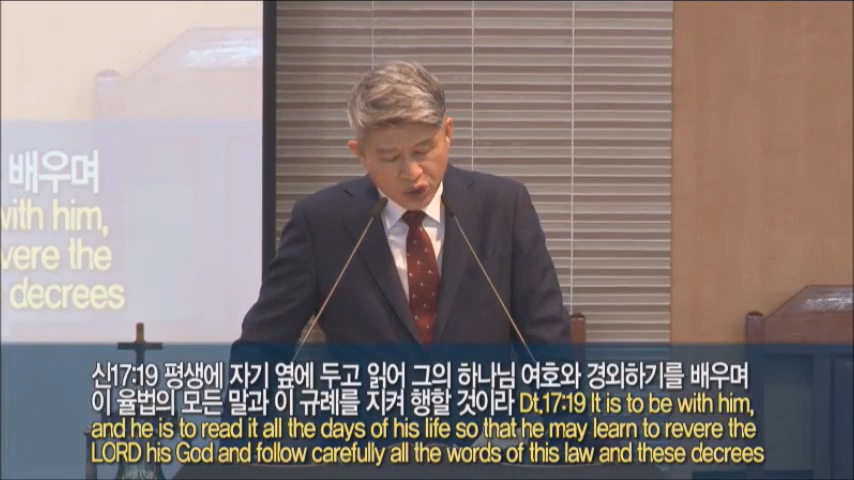 배우며
with him,
vere the
decrees
신17:19 평생에 자기 옆에 두고 읽어 그의 하나님 여호와 경외하기를 배우며
이 율법의 모든 말과 이 규례를 지켜 행할 것이라 Dt.17:19 It is to be with him,
and he is to read it all the days of his life so that he may learn to revere the
LORD his God and follow carefully all the words of this law and these decrees